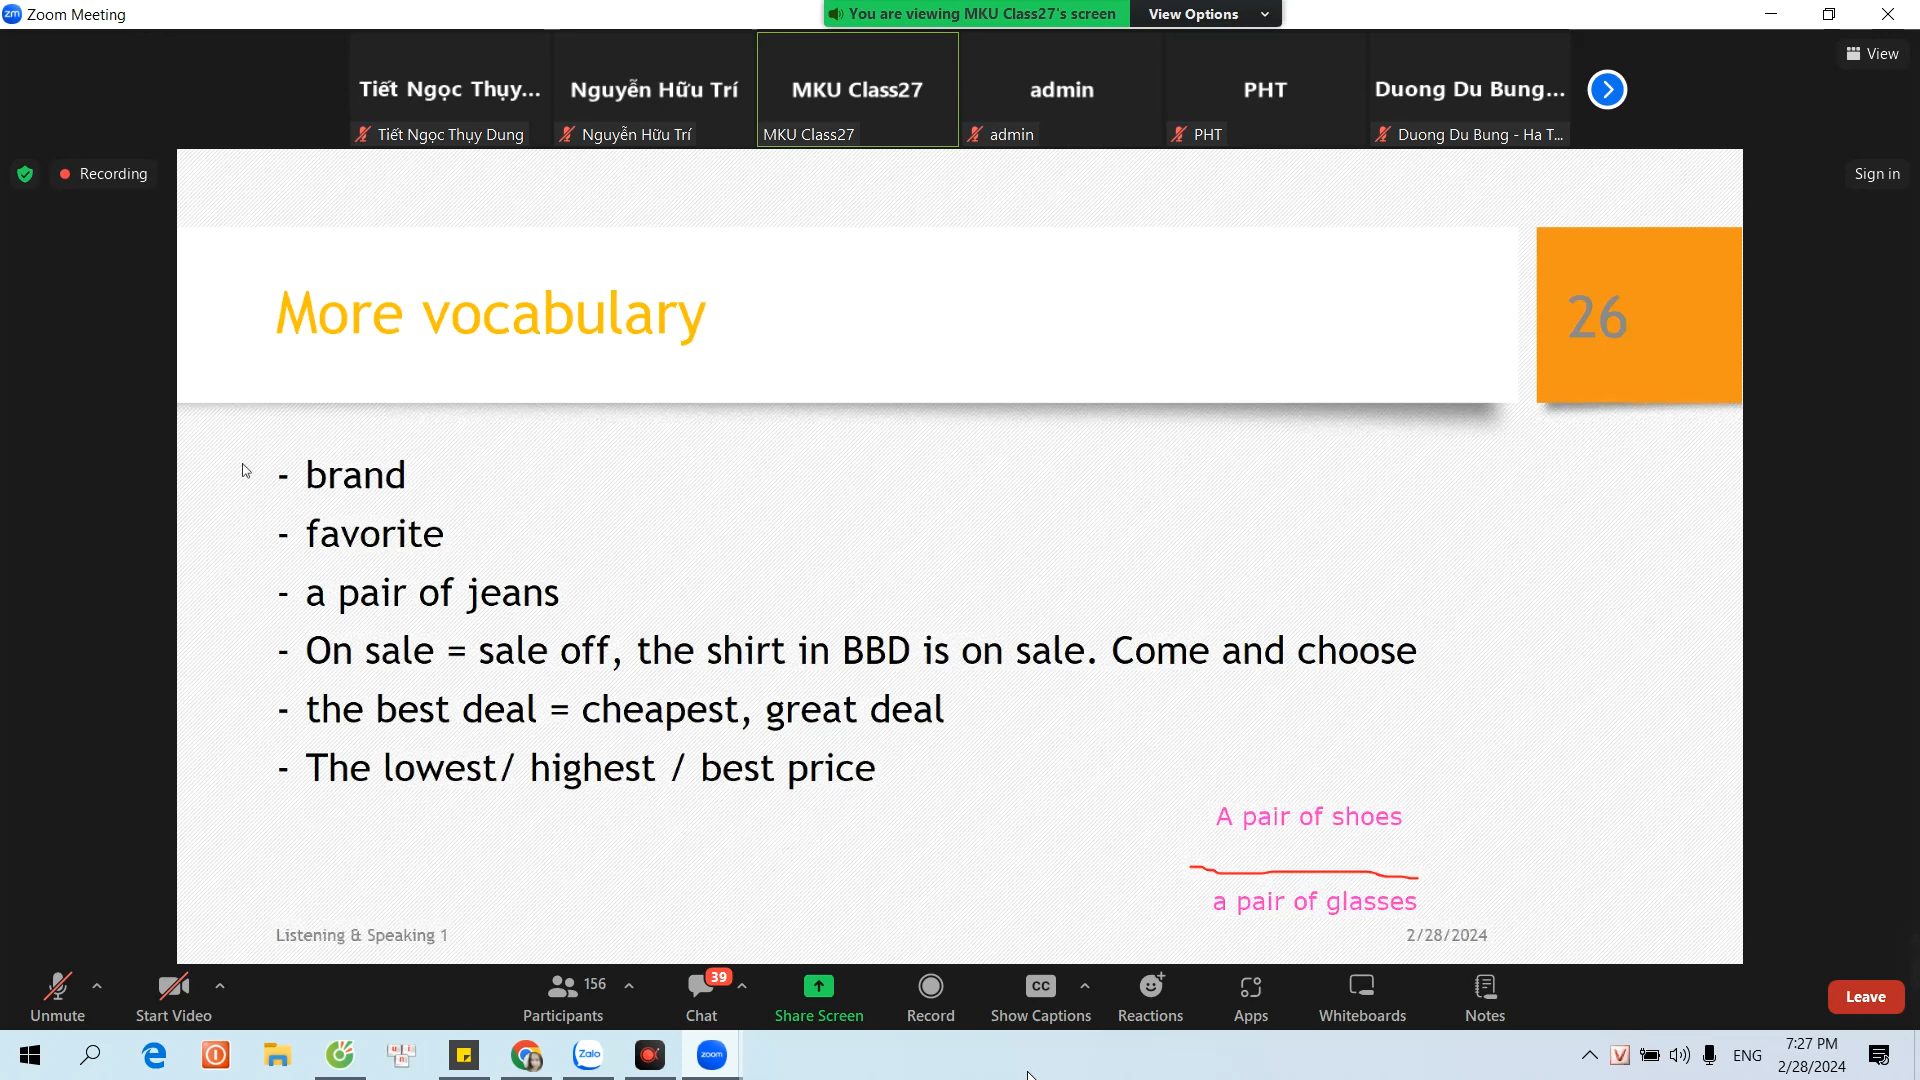 Zoom Meeting
You are viewing MKU Class27's screen
View Options
View
Tiết Ngọc Thụy...
Nguyễn Hữu Trí
MKU Class27
admin
PHT
Duong Du Bung...
Tiết Ngọc Thụy Dung
Nguyễn Hữu Trí
MKU Class27
admin
PHT
Duong Du Bung - Ha T...
Recording
Sign in
More vocabulary
26
- brand
- favorite
- a pair of jeans
- On sale = sale off, the shirt in BBD is on sale. Come and choose
- the best deal = cheapest, great deal
- The lowest/ highest / best price
A pair of shoes
a pair of glasses
Listening & Speaking 1
2/28/2024
Unmute
Start Video
156
Participants
39
Chat
Share Screen
Record
CC
Show Captions
Reactions
Apps
Whiteboards
Notes
Leave
Zalo
zoom
ENG
7:27 PM
2/28/2024